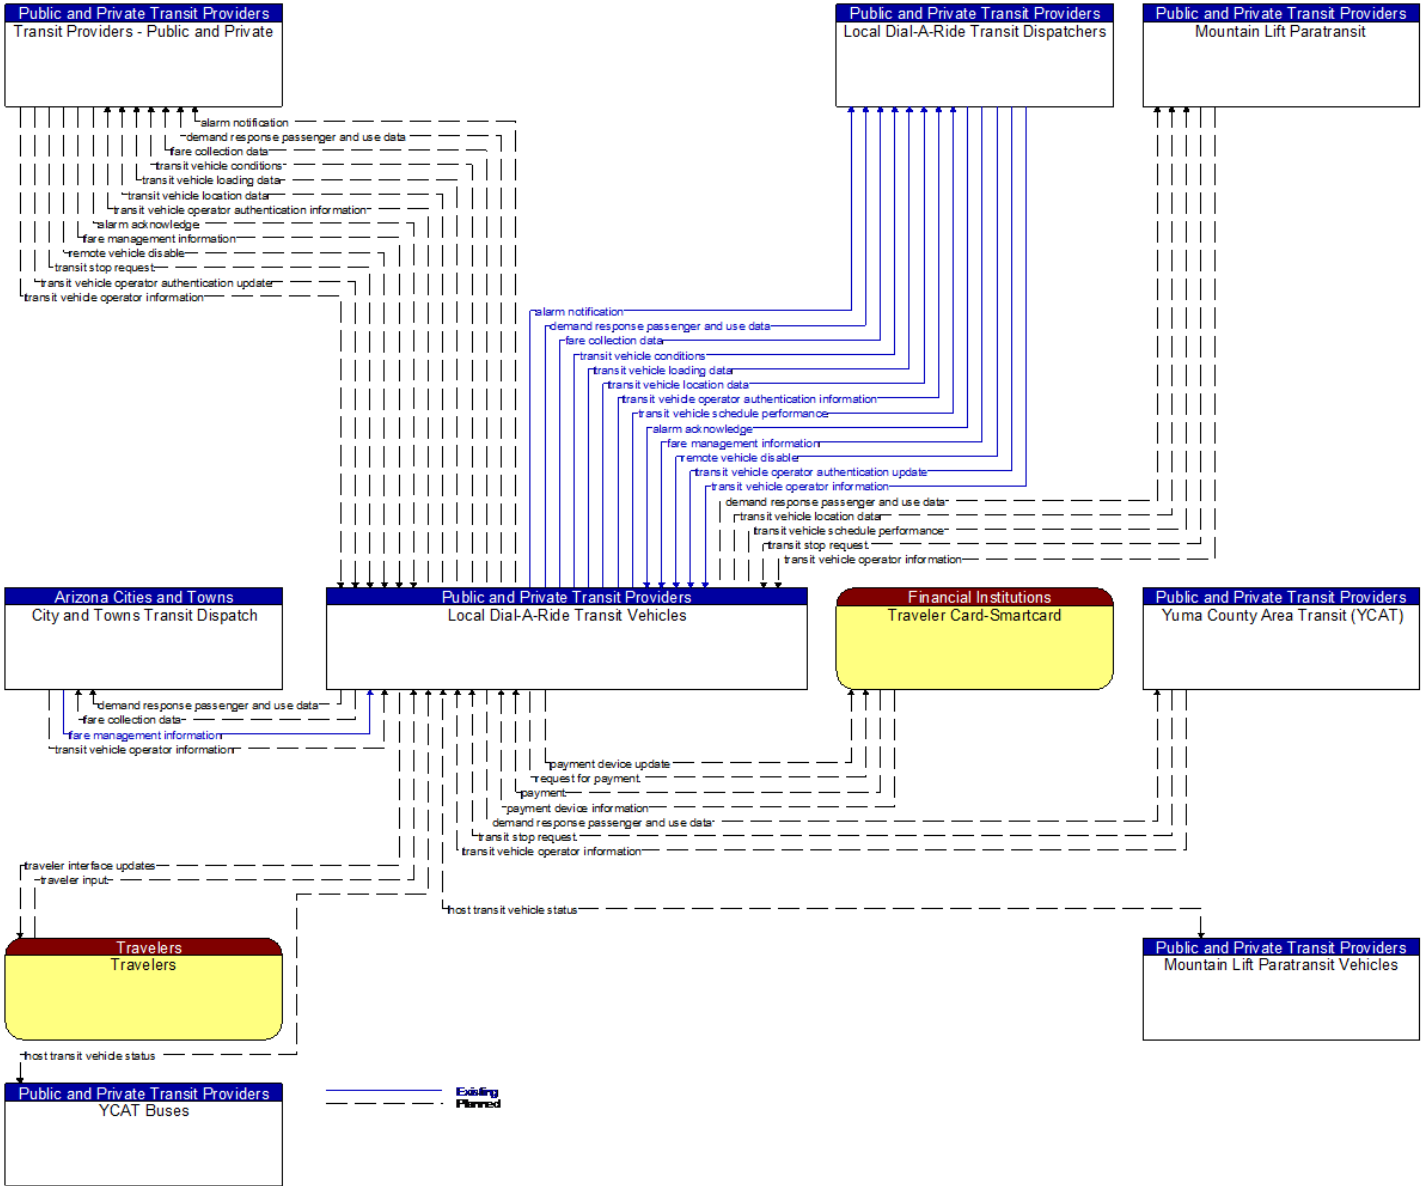 Public and Private Transit Providers
Transit Providers - Public and Private
Public and Private Transit Providers
Local Dial-A-Ride Transit Dispatchers
Public and Private Transit Providers
Mountain Lift Paratransit
alarm notification
demand response passenger and use data
fare collection data
transit vehicle conditions
transit vehicle loading data
transit vehicle location data
transit vehicle operator authentication information
alarm acknowledge
fare management information
remote vehicle disable
transit stop request
transit vehicle operator authentication update
transit vehicle operator information
alarm notification
demand response passenger and use data
fare collection data
transit vehicle conditions
transit vehicle loading data
transit vehicle location data
transit vehicle operator authentication information
transit vehicle schedule performance
alarm acknowledge
fare management information
remote vehicle disable
transit vehicle operator authentication update
transit vehicle operator information
demand response passenger and use data
transit vehicle location data
transit vehicle schedule performance
transit stop request
transit vehicle operator information
Arizona Cities and Towns
City and Towns Transit Dispatch
Public and Private Transit Providers
Local Dial-A-Ride Transit Vehicles
Financial Institutions
Traveler Card-Smartcard
Public and Private Transit Providers
Yuma County Area Transit (YCAT)
demand response passenger and use data
fare collection data
fare management information
transit vehicle operator information
payment device update
request for payment
payment
payment device information
demand response passenger and use data
transit stop request
transit vehicle operator information
traveler interface updates
traveler input
host transit vehicle status
Travelers
Travelers
Public and Private Transit Providers
Mountain Lift Paratransit Vehicles
host transit vehicle status
Public and Private Transit Providers
YCAT Buses
Existing
Planned